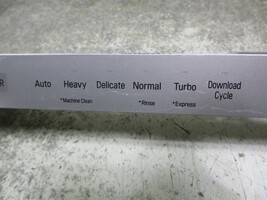 R Auto Heavy Delicate Normal Turbo Download
Cycle
*Machine Clean *Rinse *Express